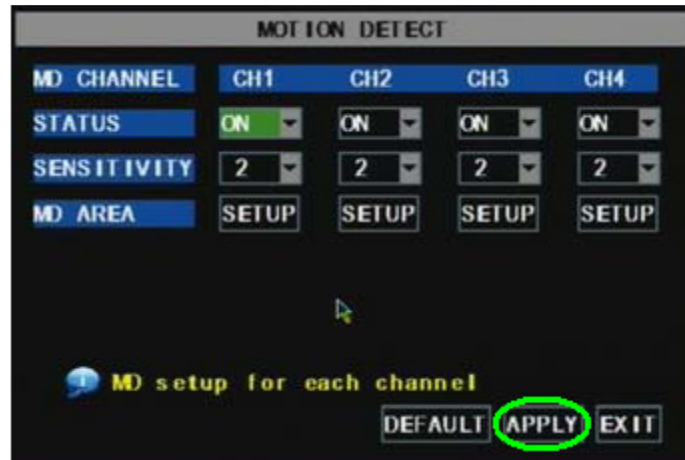 MOTION DETECT
MD CHANNEL CH1 CH2 CH3 CH4
STATUS ON ON ON ON
SENSITIVITY 2 2 2 2
MD AREA SETUP SETUP SETUP SETUP
MD setup for each channel
DEFAULT APPLY EXIT